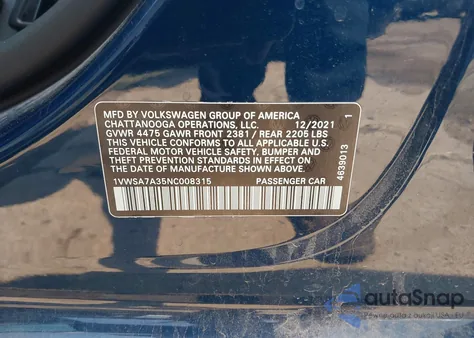 MFD BY VOLKSWAGEN GROUP OF AMERICA
CHATTANOOGA OPERATIONS, LLC. 12/2021
GVWR 4475 GAWR FRONT 2381 / REAR 2205 LBS
THIS VEHICLE CONFORMS TO ALL APPLICABLE U.S.
FEDERAL MOTOR VEHICLE SAFETY, BUMPER AND
THEFT PREVENTION STANDARDS IN EFFECT ON
THE DATE OF MANUFACTURE SHOWN ABOVE.
1VWSA7A35NC008315 PASSENGER CAR
4639013 1
autoSnap